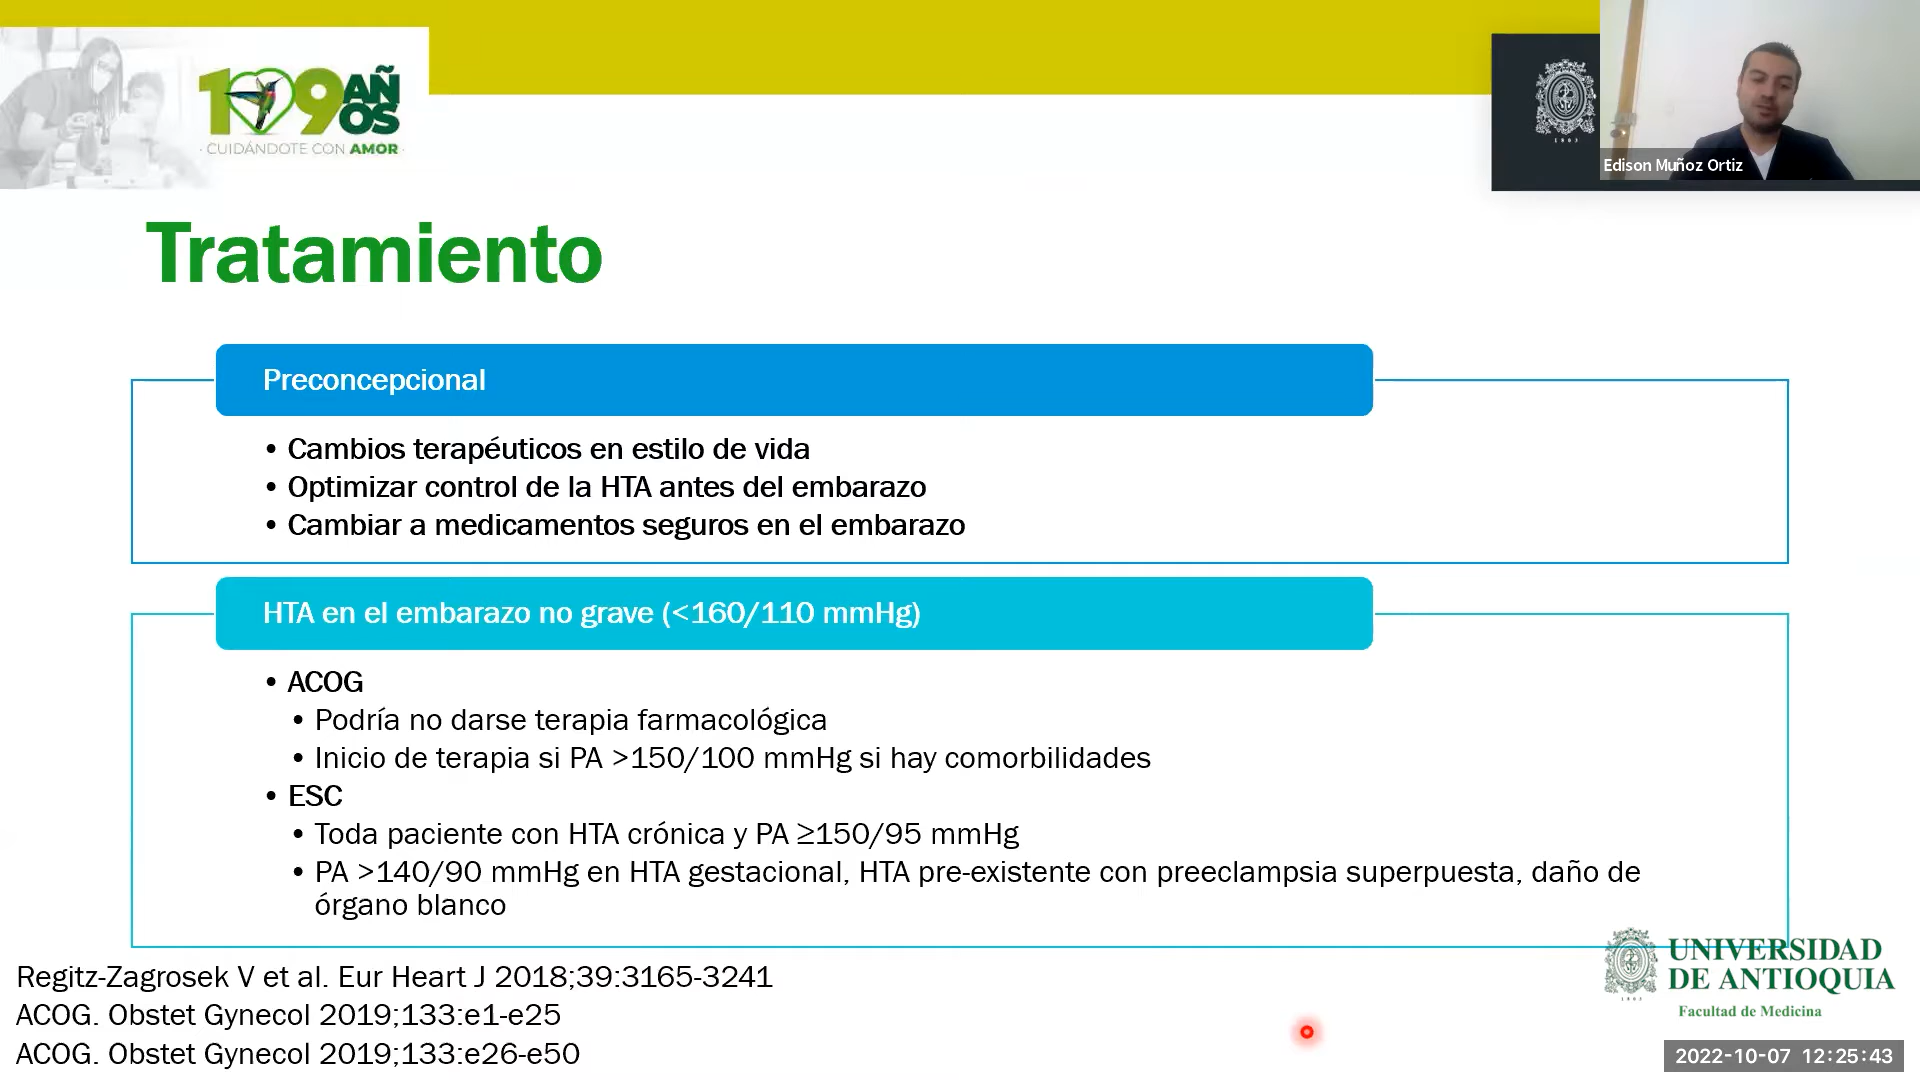 109 AÑOS
· CUIDÁNDOTE CON AMOR ·
1803
Edison Muñoz Ortiz
Tratamiento
Preconcepcional
• Cambios terapéuticos en estilo de vida
• Optimizar control de la HTA antes del embarazo
• Cambiar a medicamentos seguros en el embarazo
HTA en el embarazo no grave (<160/110 mmHg)
• ACOG
• Podría no darse terapia farmacológica
• Inicio de terapia si PA >150/100 mmHg si hay comorbilidades
• ESC
• Toda paciente con HTA crónica y PA ≥150/95 mmHg
• PA >140/90 mmHg en HTA gestacional, HTA pre-existente con preeclampsia superpuesta, daño de
órgano blanco
Regitz-Zagrosek V et al. Eur Heart J 2018;39:3165-3241
ACOG. Obstet Gynecol 2019;133:e1-e25
ACOG. Obstet Gynecol 2019;133:e26-e50
1803
UNIVERSIDAD
DE ANTIOQUIA
Facultad de Medicina
2022-10-07 12:25:43